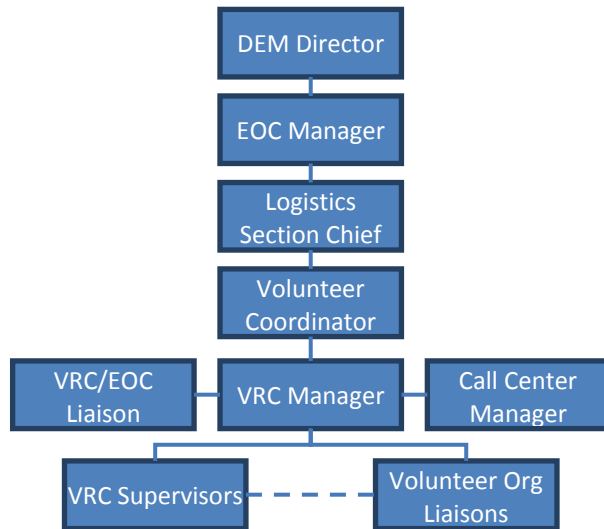 DEM Director
EOC Manager
Logistics
Section Chief
Volunteer
Coordinator
VRC/EOC
Liaison
VRC Manager
Call Center
Manager
VRC Supervisors
Volunteer Org
Liaisons